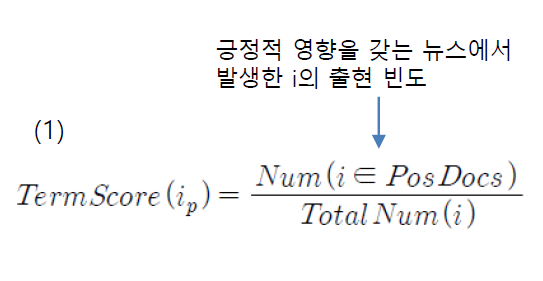 긍정적 영향을 갖는 뉴스에서
발생한 i의 출현 빈도
(1)
TermScore(i_p) = Num(i ∈ PosDocs) / TotalNum(i)